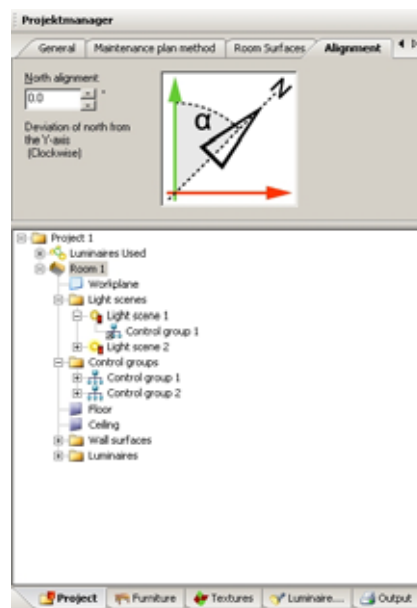 Projektmanager
General Maintenance plan method Room Surfaces Alignment
North alignment:
0.0 °
Deviation of north from
the Y-axis
(Clockwise)
α N
Project 1
Luminaires Used
Room 1
Workplane
Light scenes
Light scene 1
Control group 1
Light scene 2
Control groups
Control group 1
Control group 2
Floor
Ceiling
Wall surfaces
Luminaires
Project Furniture Textures Luminaire.... Output